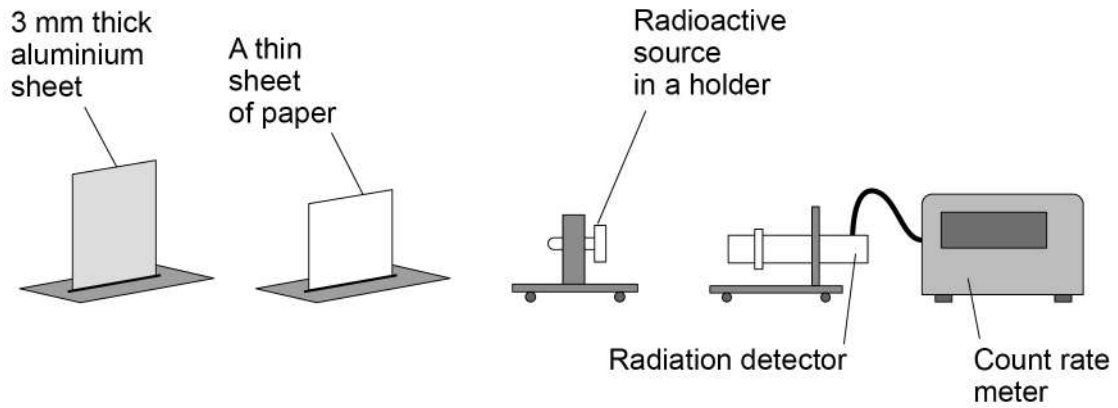 3 mm thick
aluminium
sheet
A thin
sheet
of paper
Radioactive
source
in a holder
Radiation detector
Count rate
meter